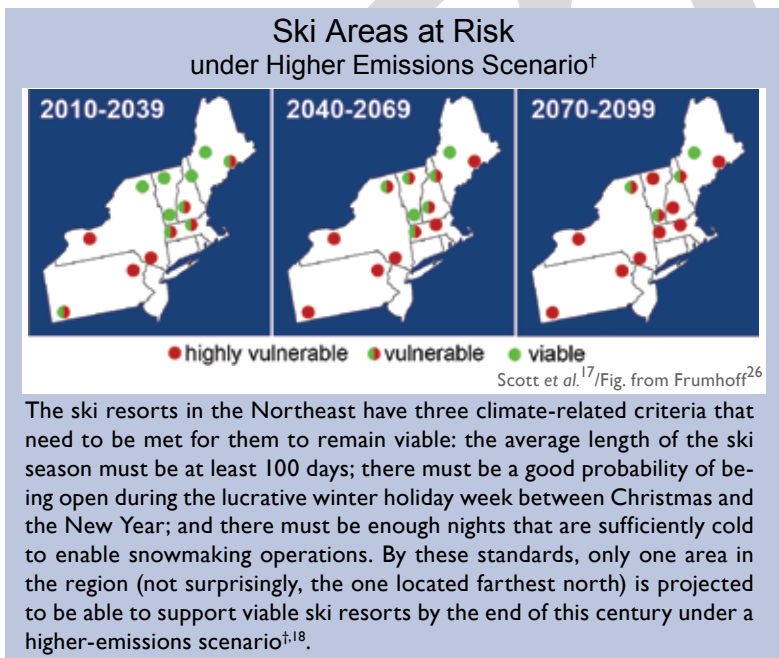 Ski Areas at Risk
under Higher Emissions Scenario†
2010-2039
2040-2069
2070-2099
highly vulnerable
vulnerable
viable
Scott et al.17/Fig. from Frumhoff26
The ski resorts in the Northeast have three climate-related criteria that
need to be met for them to remain viable: the average length of the ski
season must be at least 100 days; there must be a good probability of be-
ing open during the lucrative winter holiday week between Christmas and
the New Year; and there must be enough nights that are sufficiently cold
to enable snowmaking operations. By these standards, only one area in
the region (not surprisingly, the one located farthest north) is projected
to be able to support viable ski resorts by the end of this century under a
higher-emissions scenario†,18.